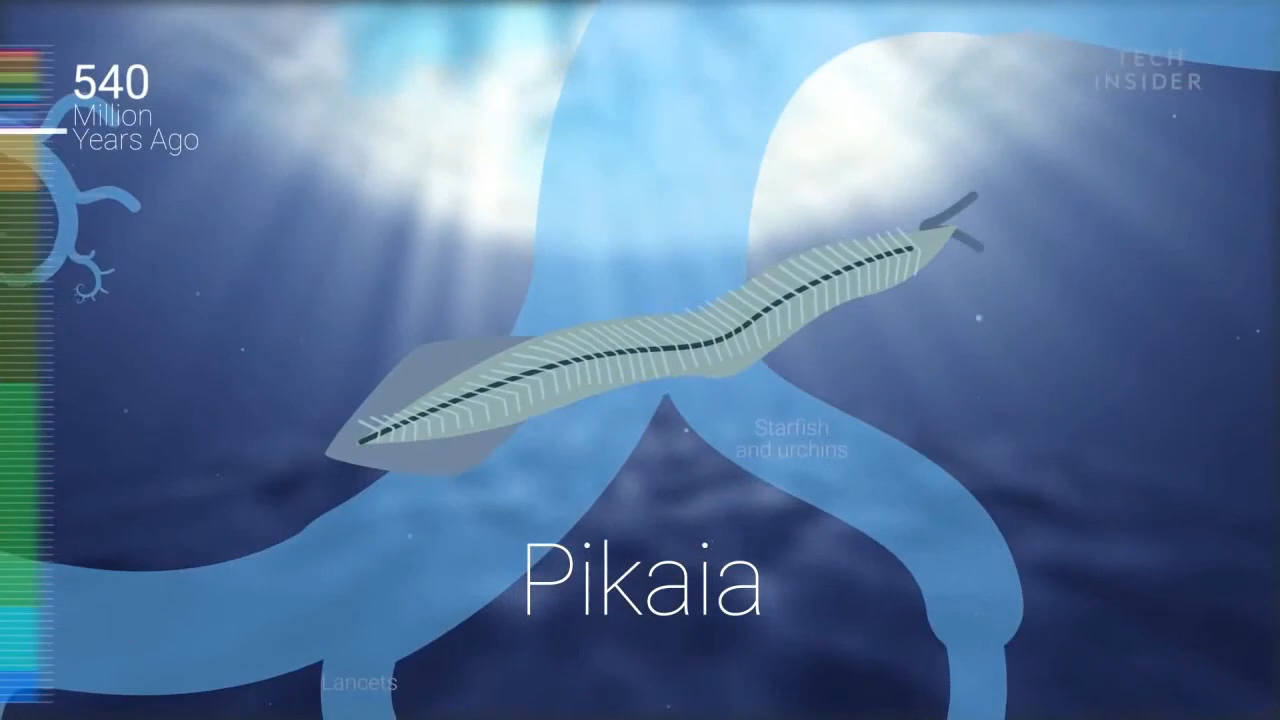 540
Million
Years Ago
TECH
INSIDER
Starfish
and urchins
Pikaia
Lancets